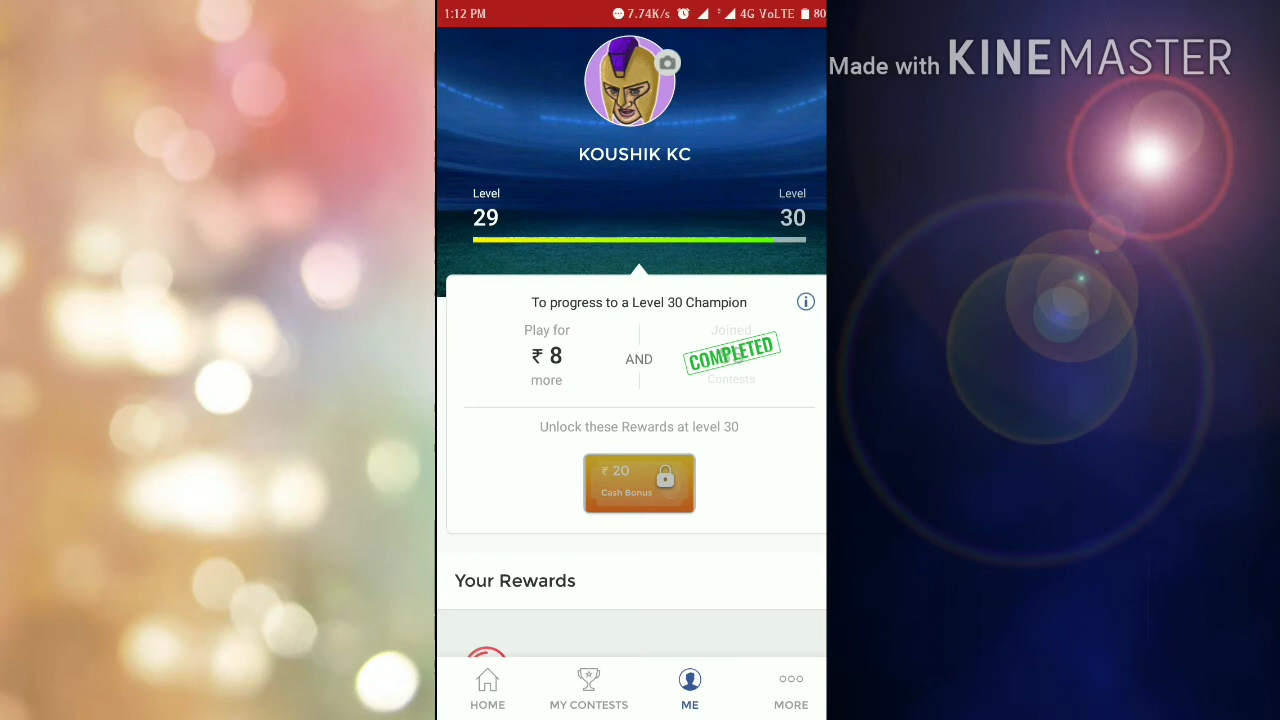 1:12 PM
7.74K/s
4G VoLTE
80
Made with KINEMASTER
KOUSHIK KC
Level
29
Level
30
To progress to a Level 30 Champion
Play for
₹ 8
more
AND
Joined
COMPLETED
Contests
Unlock these Rewards at level 30
₹ 20
Cash Bonus
Your Rewards
HOME
MY CONTESTS
ME
MORE